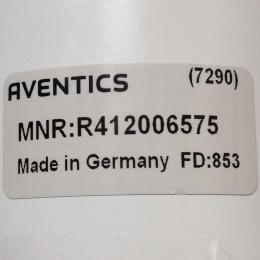 AVENTICS (7290)
MNR:R412006575
Made in Germany FD:853